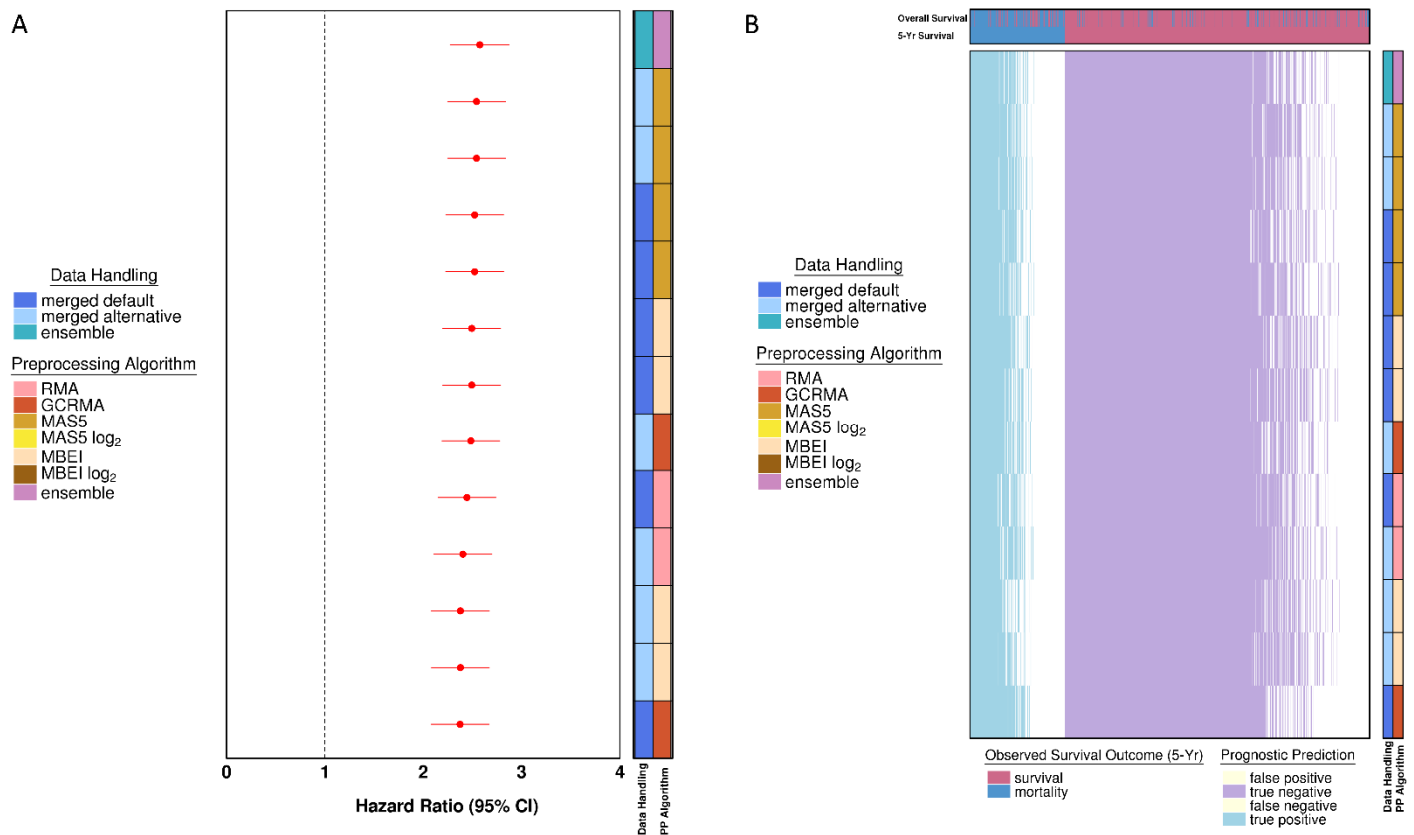 A
Data Handling
merged default
merged alternative
ensemble
Preprocessing Algorithm
RMA
GCRMA
MAS5
MAS5 log₂
MBEI
MBEI log₂
ensemble
0 1 2 3 4
Hazard Ratio (95% CI)
Data Handling
PP Algorithm
B
Overall Survival
5-Yr Survival
Data Handling
merged default
merged alternative
ensemble
Preprocessing Algorithm
RMA
GCRMA
MAS5
MAS5 log₂
MBEI
MBEI log₂
ensemble
Observed Survival Outcome (5-Yr)
survival
mortality
Prognostic Prediction
false positive
true negative
false negative
true positive
Data Handling
PP Algorithm